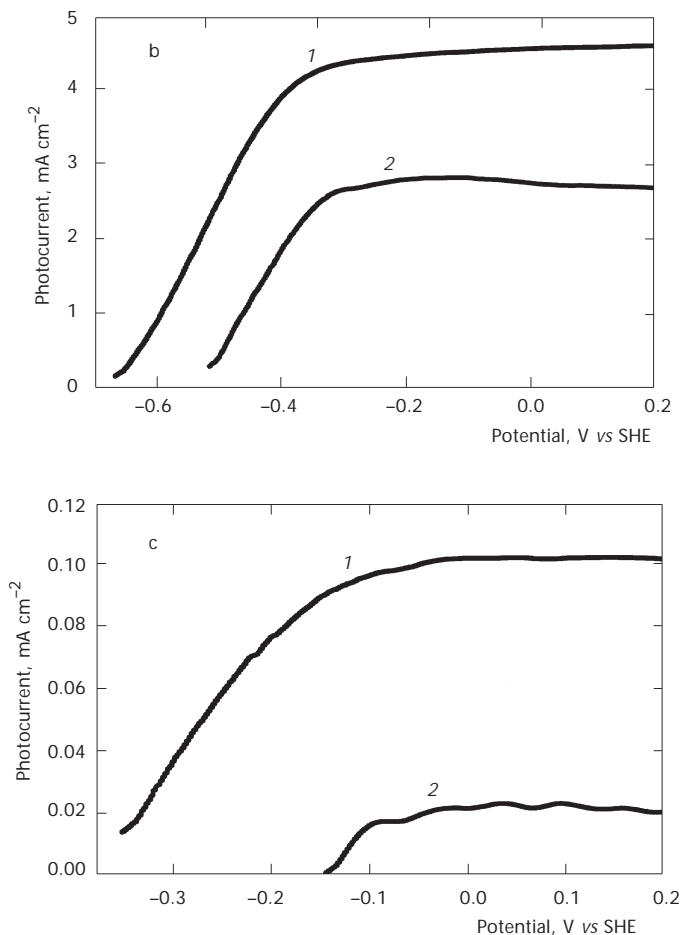 5
b
1
4
3
2
2
1
0
Photocurrent, mA cm⁻²
–0.6 –0.4 –0.2 0.0 0.2
Potential, V vs SHE
0.12
c
1
0.10
0.08
0.06
0.04
2
0.02
0.00
Photocurrent, mA cm⁻²
–0.3 –0.2 –0.1 0.0 0.1 0.2
Potential, V vs SHE